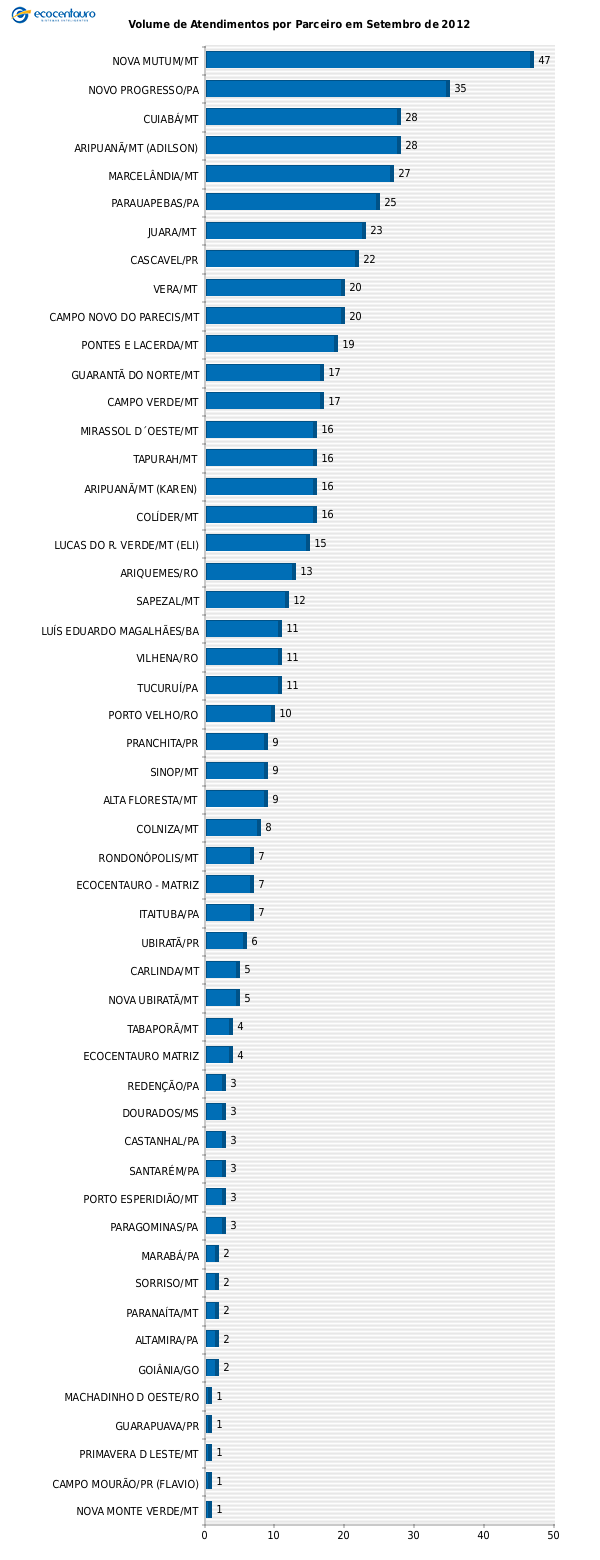 ecocentauro
Volume de Atendimentos por Parceiro em Setembro de 2012
NOVA MUTUM/MT 47
NOVO PROGRESSO/PA 35
CUIABÁ/MT 28
ARIPUANÃ/MT (ADILSON) 28
MARCELÂNDIA/MT 27
PARAUAPEBAS/PA 25
JUARA/MT 23
CASCAVEL/PR 22
VERA/MT 20
CAMPO NOVO DO PARECIS/MT 20
PONTES E LACERDA/MT 19
GUARANTÃ DO NORTE/MT 17
CAMPO VERDE/MT 17
MIRASSOL D´OESTE/MT 16
TAPURAH/MT 16
ARIPUANÃ/MT (KAREN) 16
COLÍDER/MT 16
LUCAS DO R. VERDE/MT (ELI) 15
ARIQUEMES/RO 13
SAPEZAL/MT 12
LUÍS EDUARDO MAGALHÃES/BA 11
VILHENA/RO 11
TUCURUÍ/PA 11
PORTO VELHO/RO 10
PRANCHITA/PR 9
SINOP/MT 9
ALTA FLORESTA/MT 9
COLNIZA/MT 8
RONDONÓPOLIS/MT 7
ECOCENTAURO - MATRIZ 7
ITAITUBA/PA 7
UBIRATÃ/PR 6
CARLINDA/MT 5
NOVA UBIRATÃ/MT 5
TABAPORÃ/MT 4
ECOCENTAURO MATRIZ 4
REDENÇÃO/PA 3
DOURADOS/MS 3
CASTANHAL/PA 3
SANTARÉM/PA 3
PORTO ESPERIDIÃO/MT 3
PARAGOMINAS/PA 3
MARABÁ/PA 2
SORRISO/MT 2
PARANAÍTA/MT 2
ALTAMIRA/PA 2
GOIÂNIA/GO 2
MACHADINHO D OESTE/RO 1
GUARAPUAVA/PR 1
PRIMAVERA D LESTE/MT 1
CAMPO MOURÃO/PR (FLAVIO) 1
NOVA MONTE VERDE/MT 1
0 10 20 30 40 50